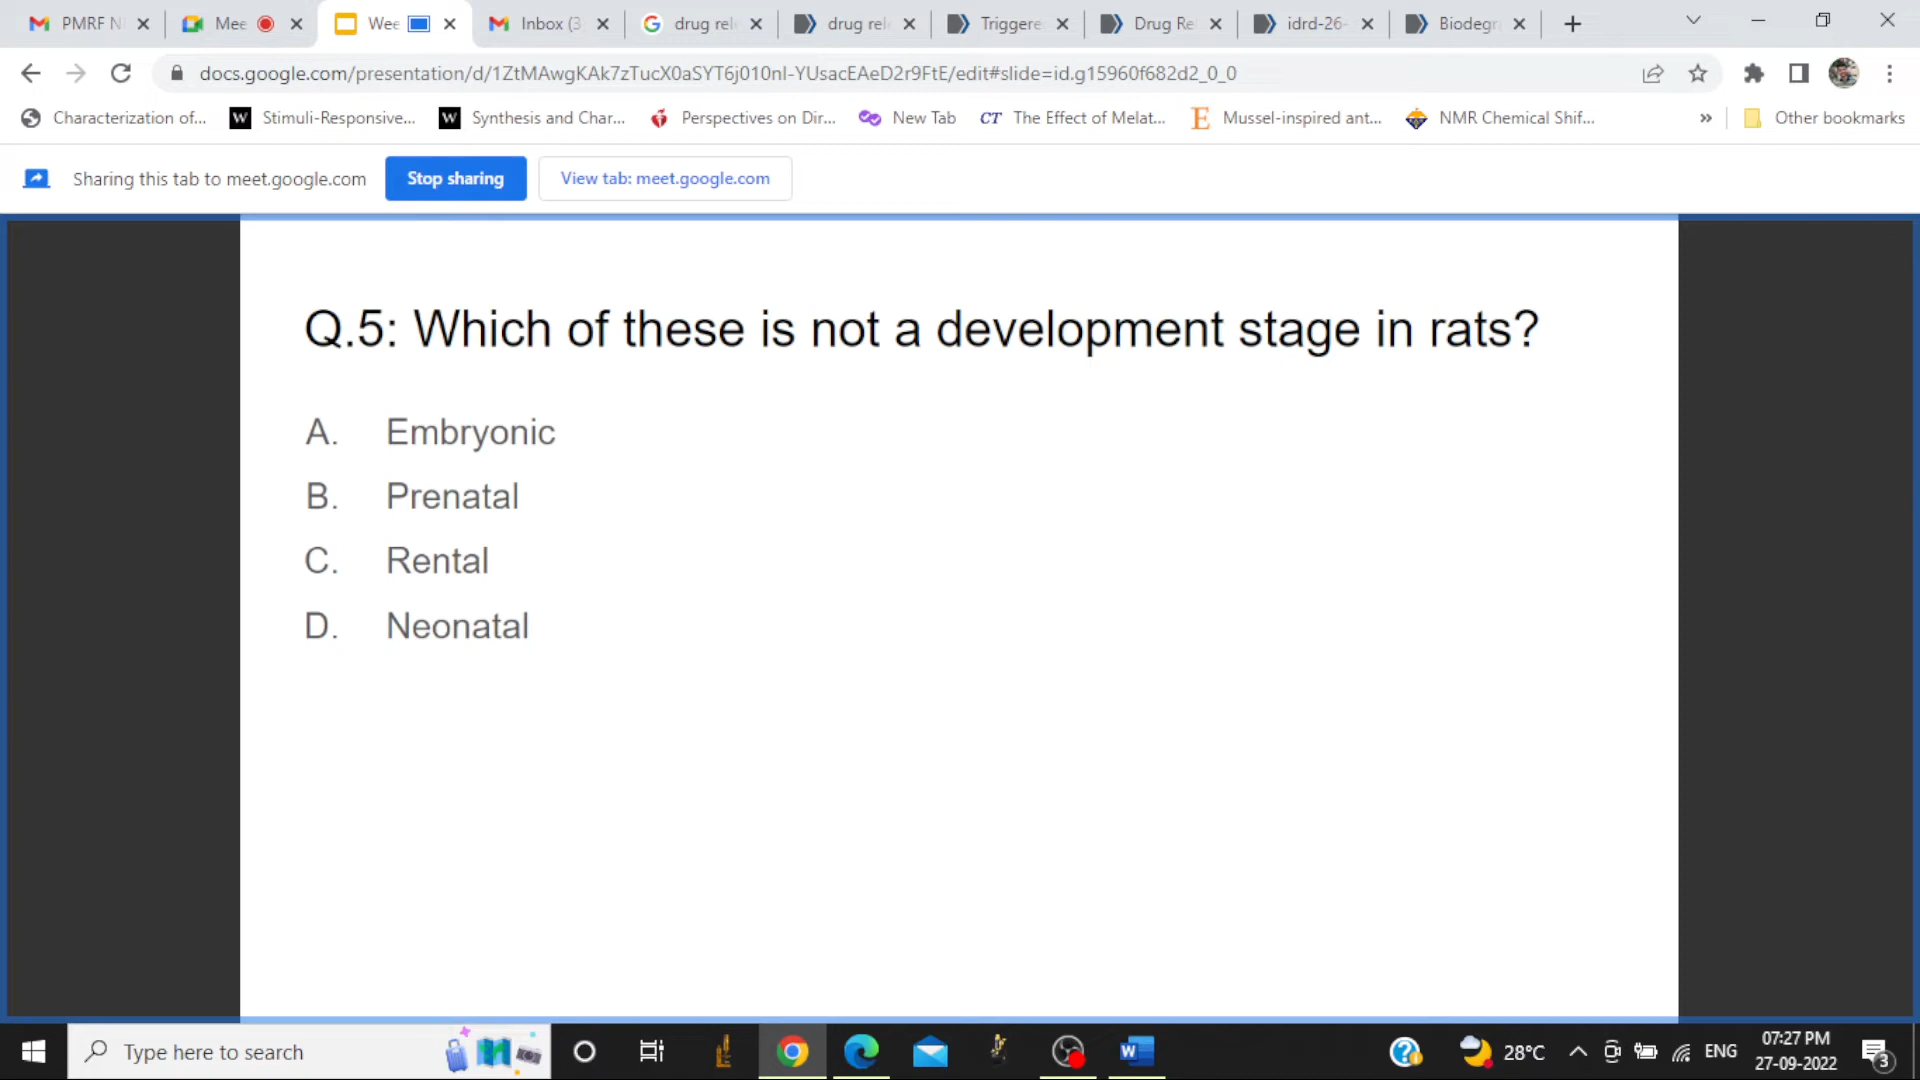 PMRF N
Mee
Wee
Inbox (3
drug rel
drug rel
Triggere
Drug Re
idrd-26-
Biodegr
docs.google.com/presentation/d/1ZtMAwgKAk7zTucX0aSYT6j010nI-YUsacEAeD2r9FtE/edit#slide=id.g15960f682d2_0_0
Characterization of...
W Stimuli-Responsive...
W Synthesis and Char...
Perspectives on Dir...
New Tab
CT The Effect of Melat...
E Mussel-inspired ant...
NMR Chemical Shif...
Other bookmarks
Sharing this tab to meet.google.com
Stop sharing
View tab: meet.google.com
Q.5: Which of these is not a development stage in rats?
A. Embryonic
B. Prenatal
C. Rental
D. Neonatal
Type here to search
28°C
ENG
07:27 PM
27-09-2022
3